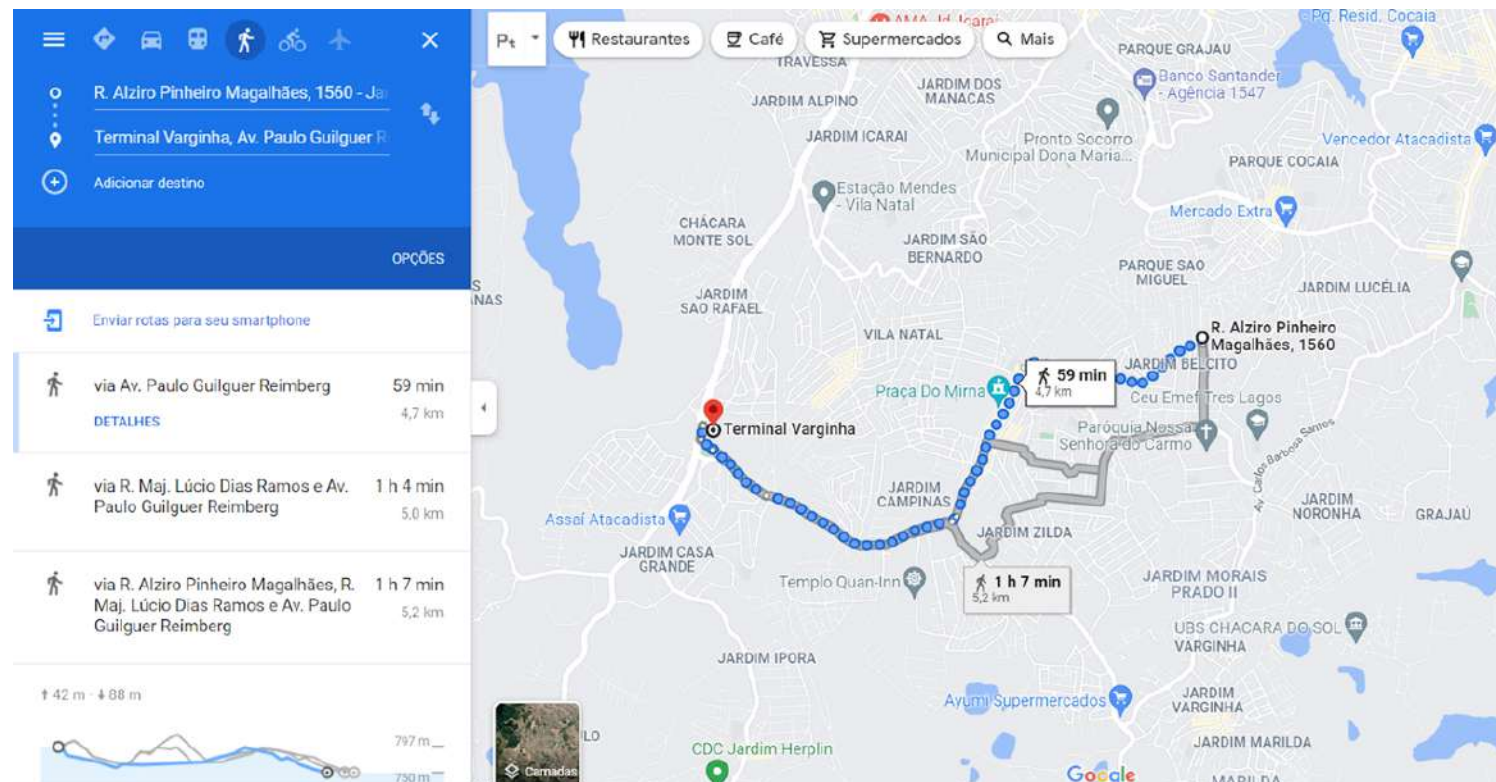 R. Alziro Pinheiro Magalhães, 1560 - Ja
Terminal Varginha, Av. Paulo Guilguer R
Adicionar destino
OPÇÕES
Enviar rotas para seu smartphone
via Av. Paulo Guilguer Reimberg
59 min
4,7 km
DETALHES
via R. Maj. Lúcio Dias Ramos e Av.
Paulo Guilguer Reimberg
1 h 4 min
5,0 km
via R. Alziro Pinheiro Magalhães, R.
Maj. Lúcio Dias Ramos e Av. Paulo
Guilguer Reimberg
1 h 7 min
5,2 km
42 m · 88 m
797 m
750 m
Pt
Restaurantes
Café
Supermercados
Mais
AMA Jd. Icarai
Pq. Resid. Cocaia
TRAVESSA
PARQUE GRAJAU
JARDIM DOS
MANACAS
Banco Santander
- Agência 1547
JARDIM ALPINO
JARDIM ICARAI
Pronto Socorro
Municipal Dona Maria...
Vencedor Atacadista
PARQUE COCAIA
Estação Mendes
- Vila Natal
Mercado Extra
CHÁCARA
MONTE SOL
JARDIM SÃO
BERNARDO
PARQUE SAO
MIGUEL
JARDIM LUCÉLIA
S
NAS
JARDIM
SAO RAFAEL
VILA NATAL
R. Alziro Pinheiro
Magalhães, 1560
JARDIM BELCITO
59 min
4,7 km
Praça Do Mirna
Ceu Emef Tres Lagos
Terminal Varginha
Paróquia Nossa
Senhora do Carmo
Av. Carlos Barbosa Santos
JARDIM
CAMPINAS
JARDIM
NORONHA
GRAJAÚ
Assaí Atacadista
JARDIM ZILDA
JARDIM CASA
GRANDE
Templo Quan-Inn
1 h 7 min
5,2 km
JARDIM MORAIS
PRADO II
UBS CHACARA DO SOL
VARGINHA
JARDIM IPORA
Ayumi Supermercados
JARDIM
VARGINHA
LO
CDC Jardim Herplin
JARDIM MARILDA
Camadas
Google
MARILDA